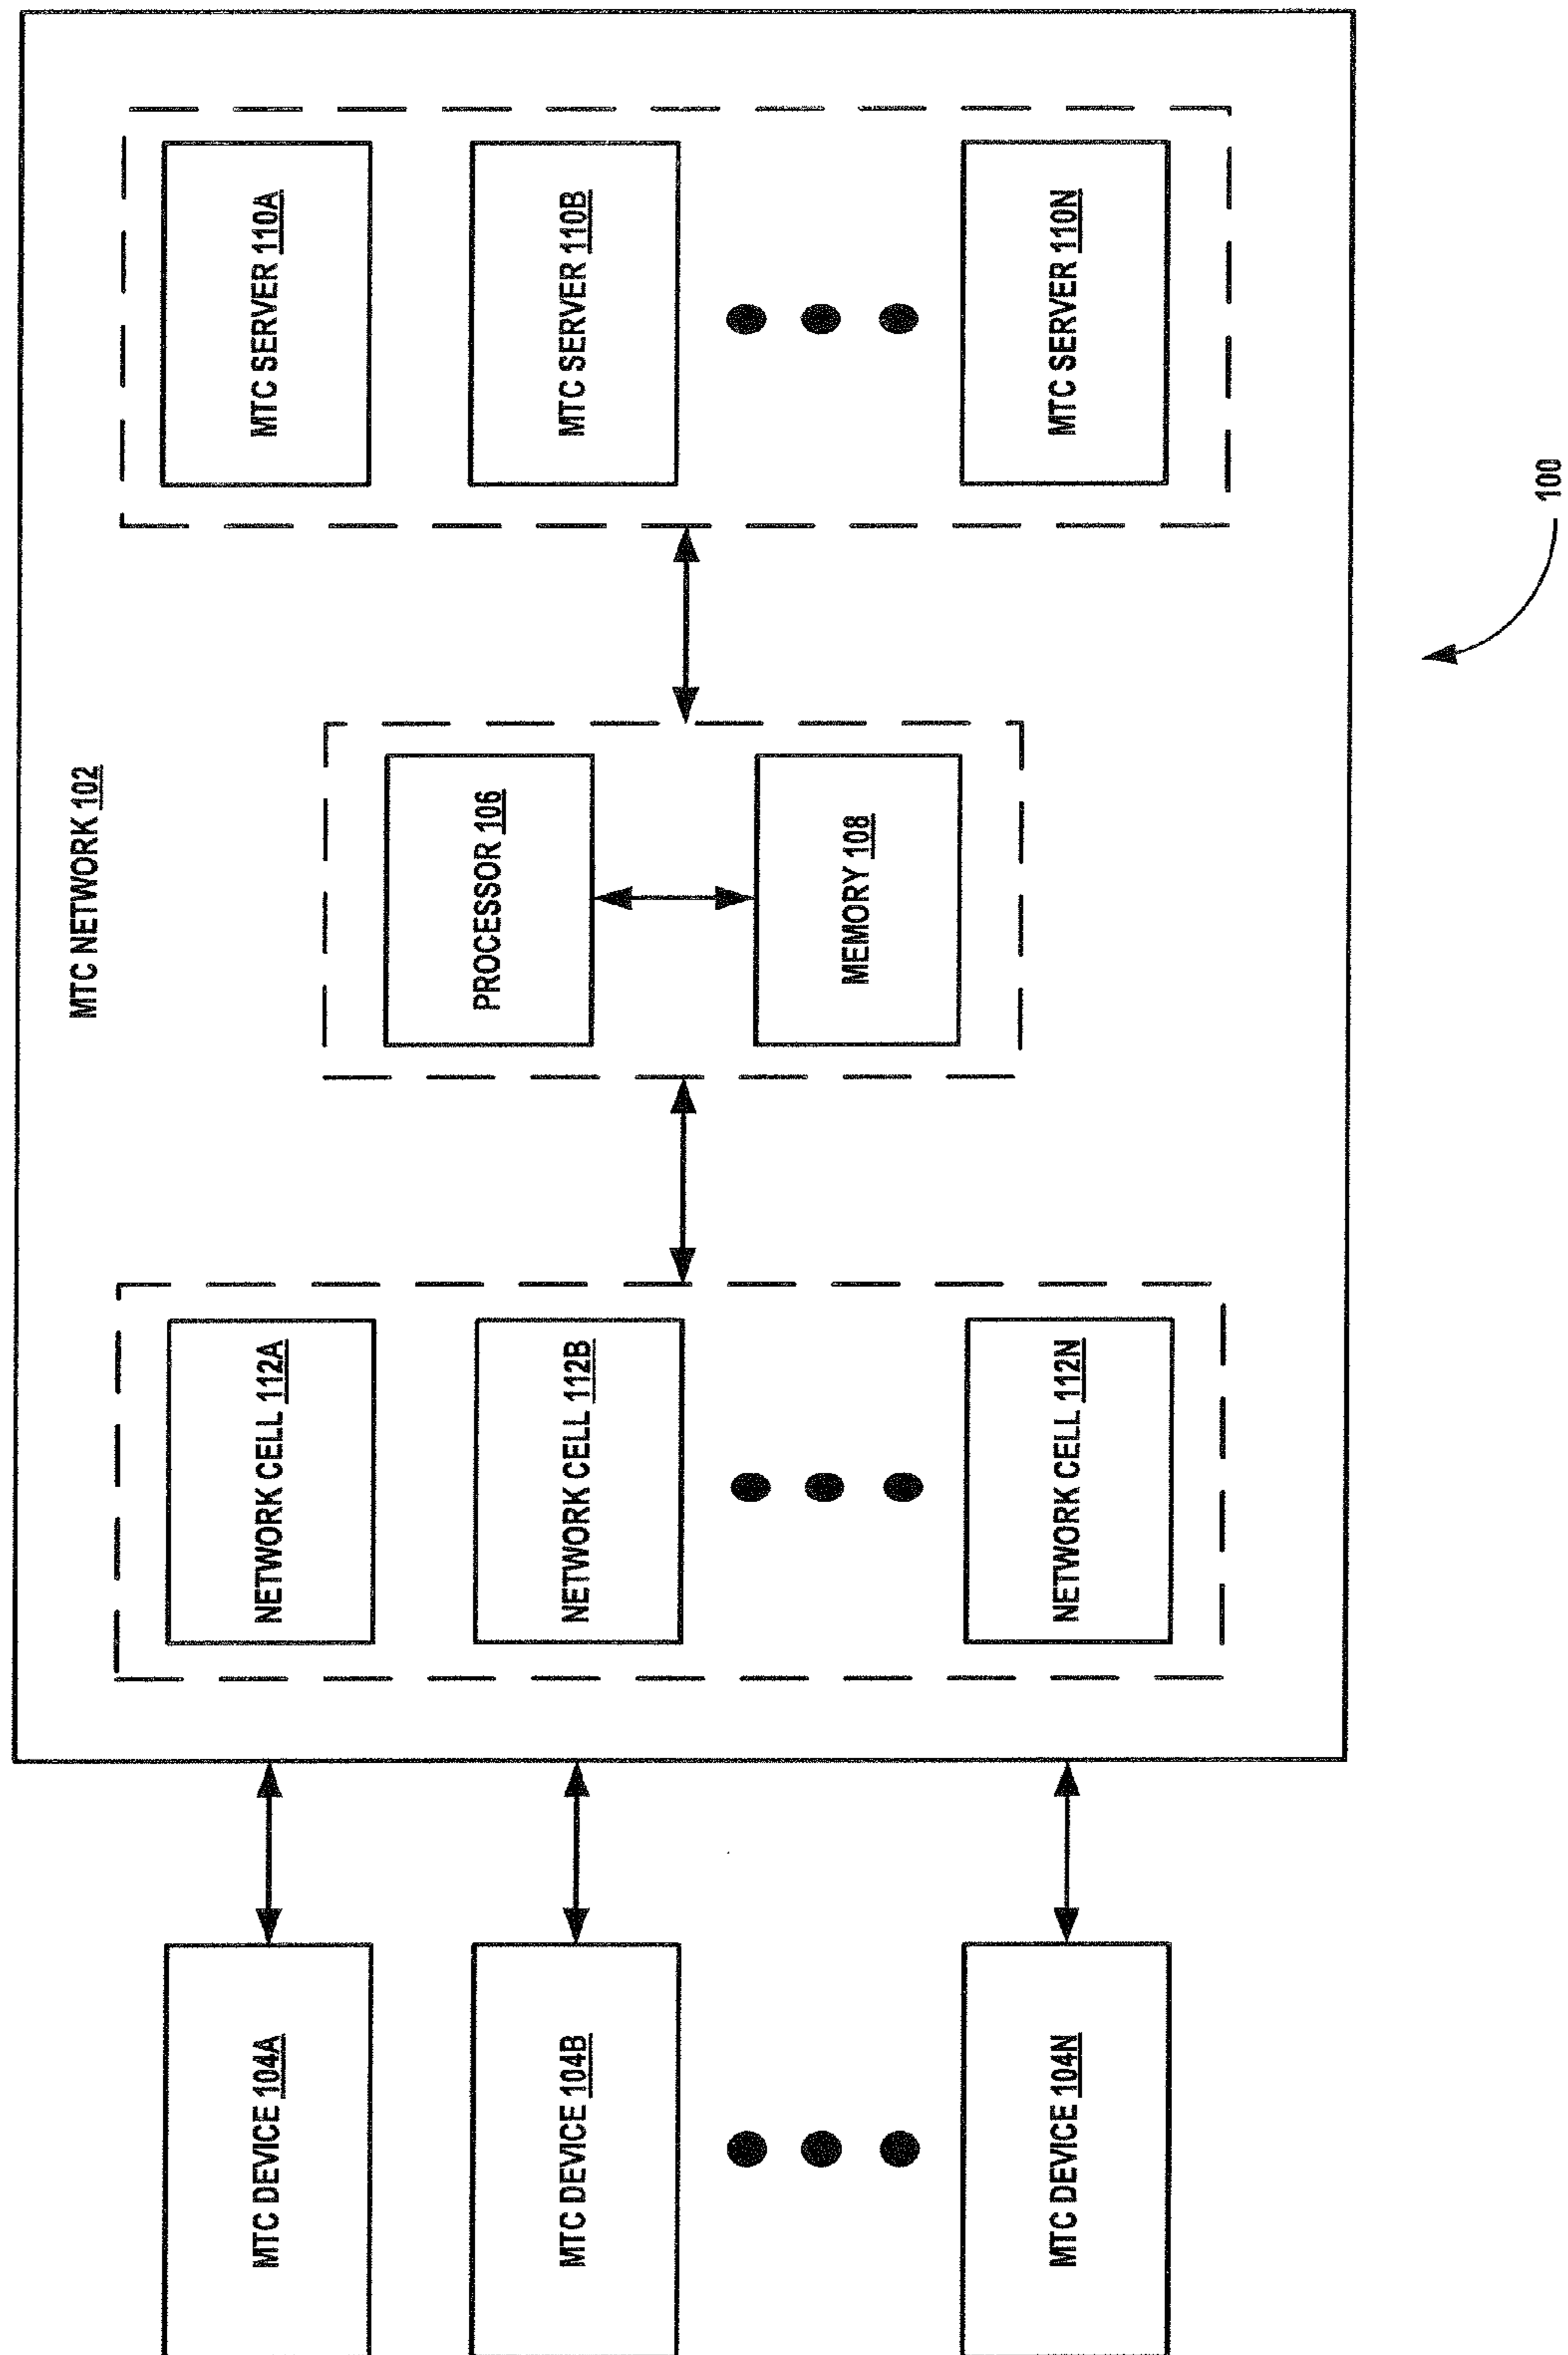 MTC NETWORK 102
MTC DEVICE 104A
MTC DEVICE 104B
MTC DEVICE 104N
NETWORK CELL 112A
NETWORK CELL 112B
NETWORK CELL 112N
PROCESSOR 106
MEMORY 108
MTC SERVER 110A
MTC SERVER 110B
MTC SERVER 110N
100